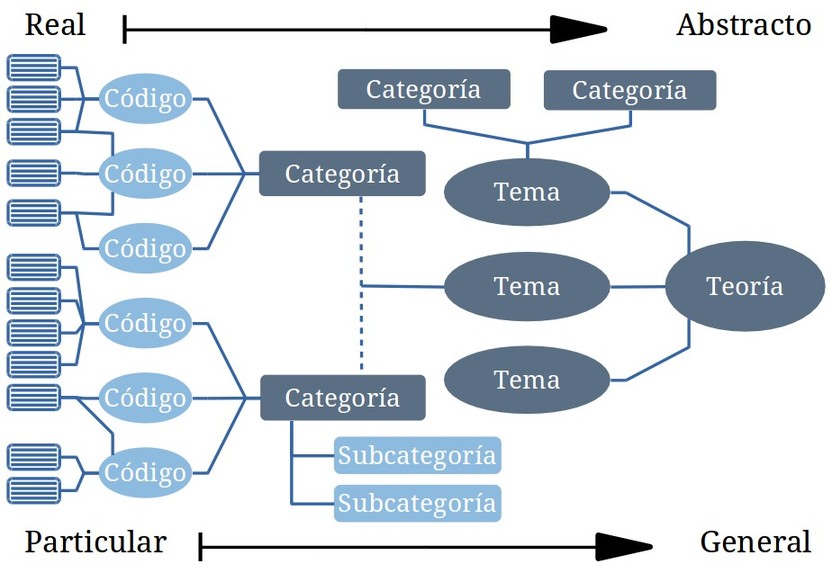 Real
Abstracto
Código
Código
Código
Código
Código
Código
Categoría
Categoría
Subcategoría
Subcategoría
Categoría
Categoría
Tema
Tema
Tema
Teoría
Particular
General